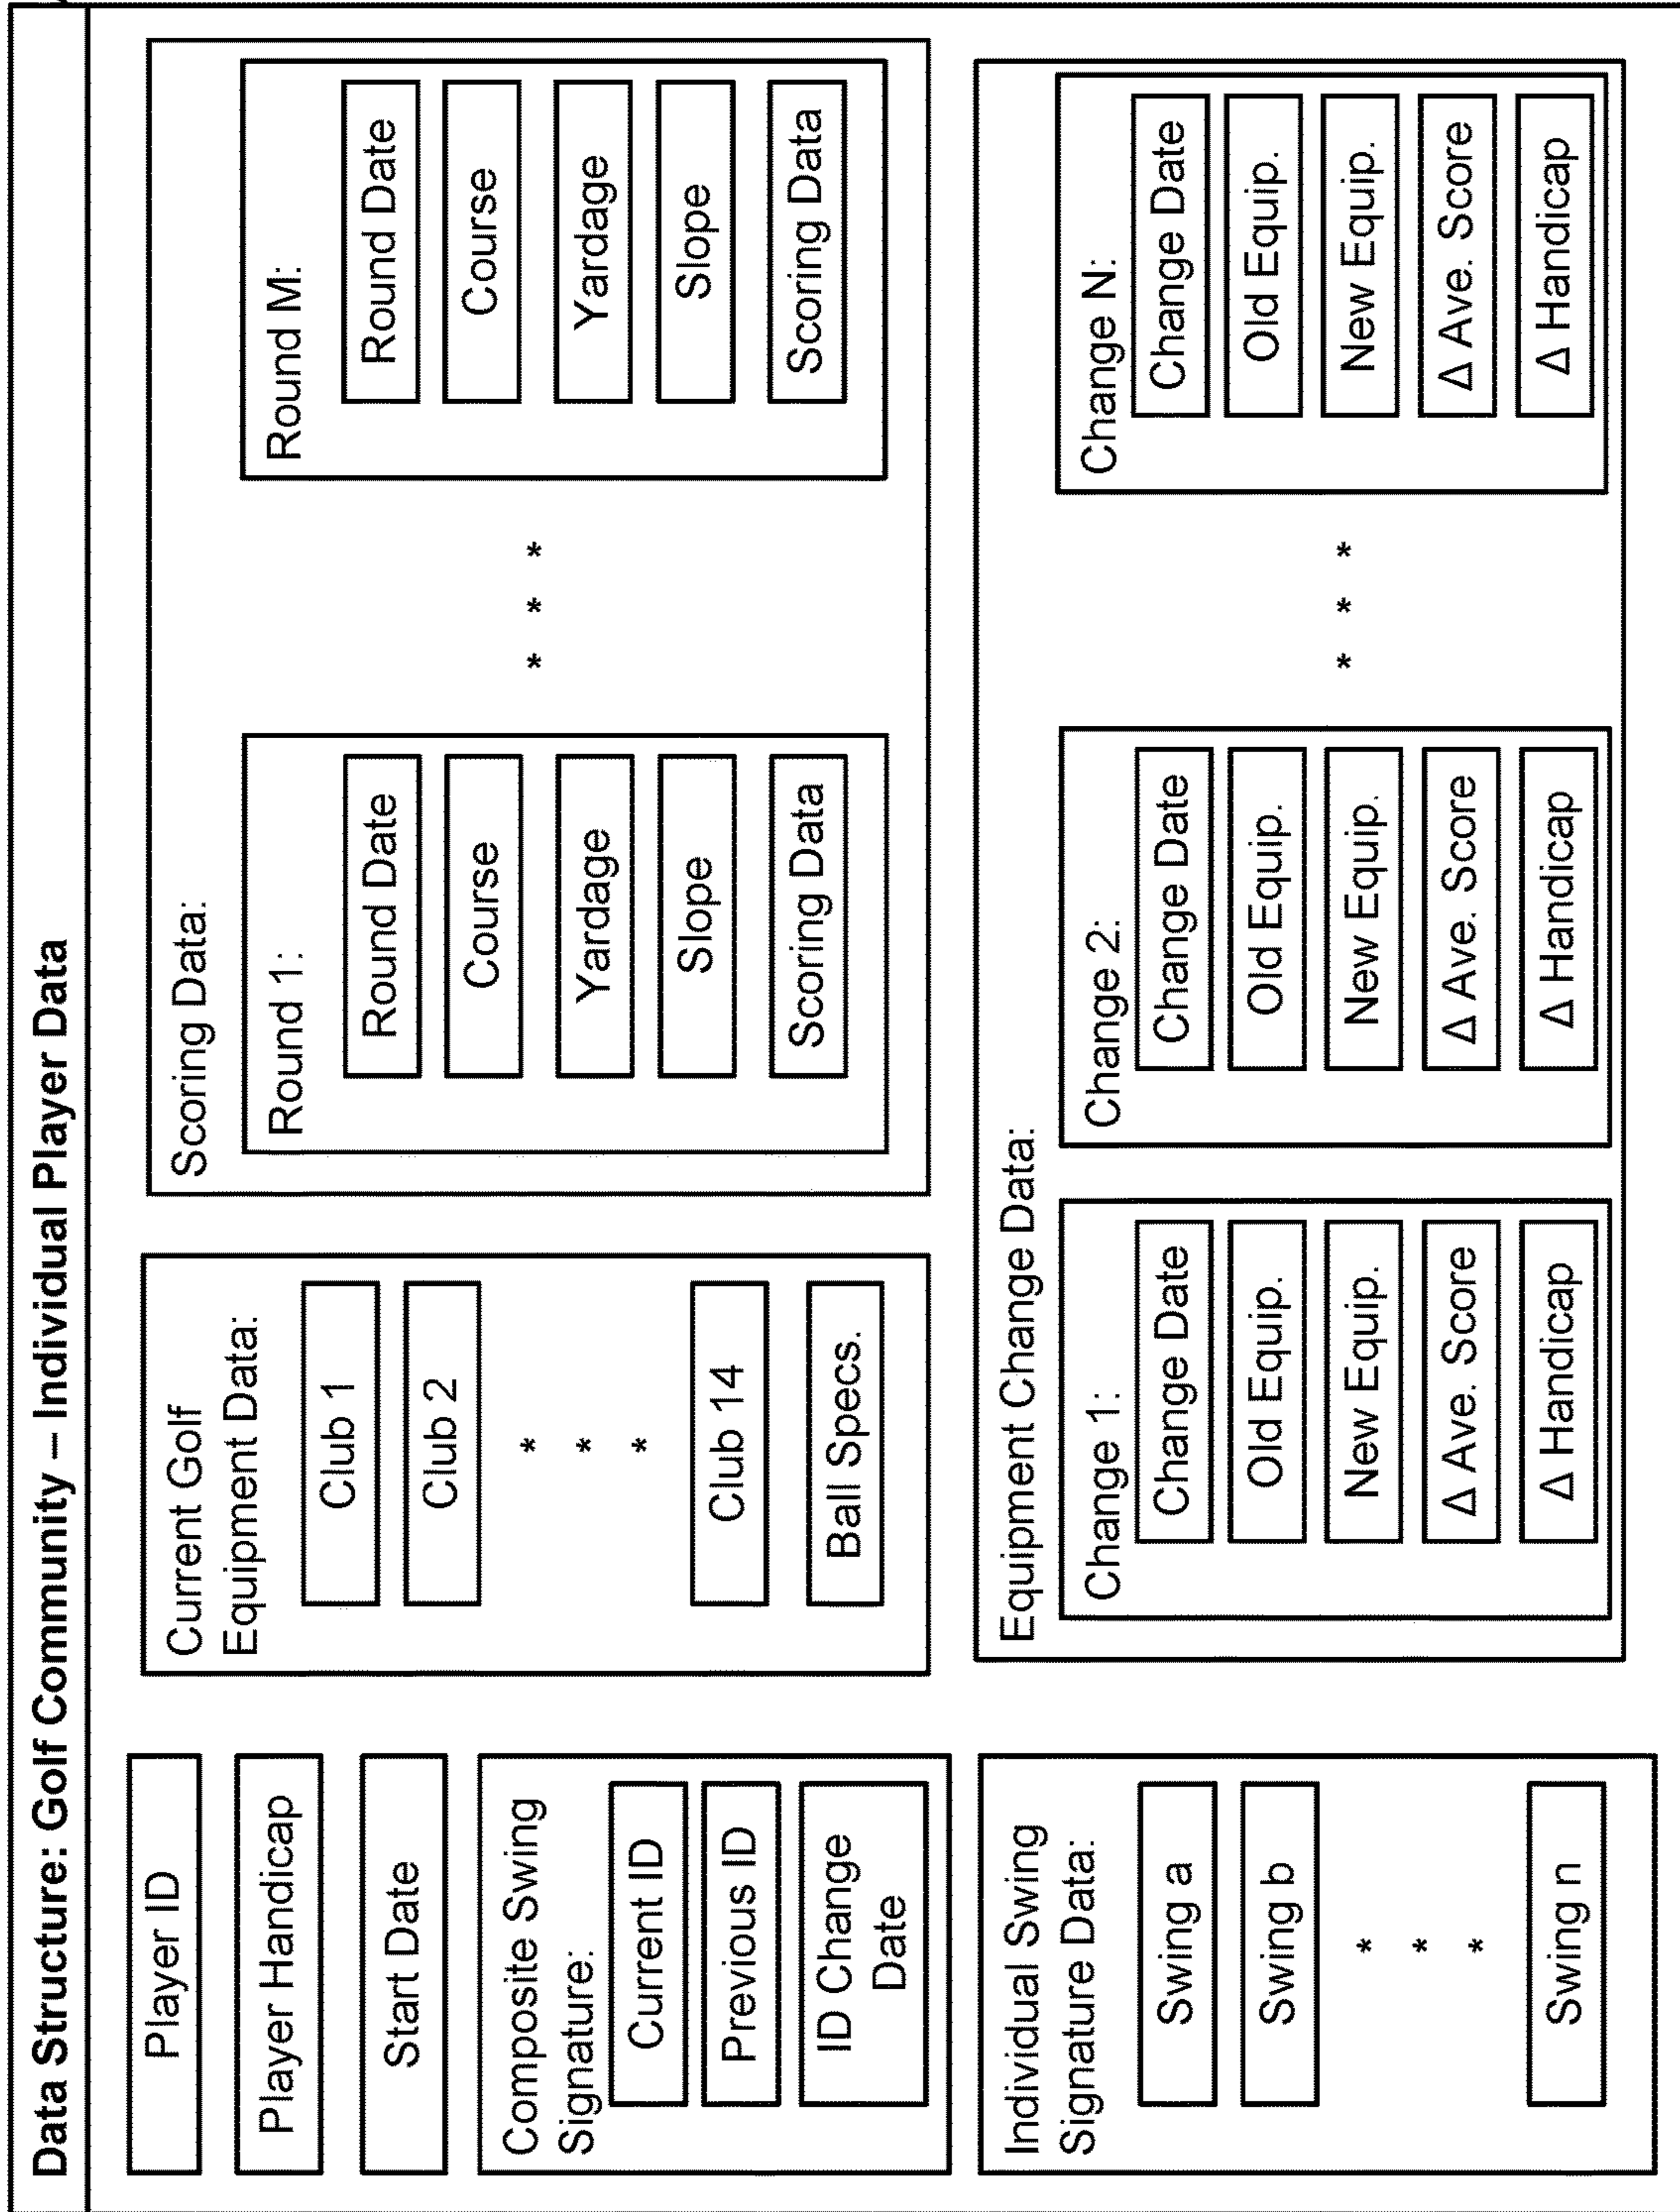 Data Structure: Golf Community – Individual Player Data
Player ID
Player Handicap
Start Date
Composite Swing
Signature:
Current ID
Previous ID
ID Change
Date
Individual Swing
Signature Data:
Swing a
Swing b
*
*
*
Swing n
Current Golf
Equipment Data:
Club 1
Club 2
*
*
*
Club 14
Ball Specs.
Scoring Data:
Round 1:
Round Date
Course
Yardage
Slope
Scoring Data
* * *
Round M:
Round Date
Course
Yardage
Slope
Scoring Data
Equipment Change Data:
Change 1:
Change Date
Old Equip.
New Equip.
Δ Ave. Score
Δ Handicap
Change 2:
Change Date
Old Equip.
New Equip.
Δ Ave. Score
Δ Handicap
* * *
Change N:
Change Date
Old Equip.
New Equip.
Δ Ave. Score
Δ Handicap